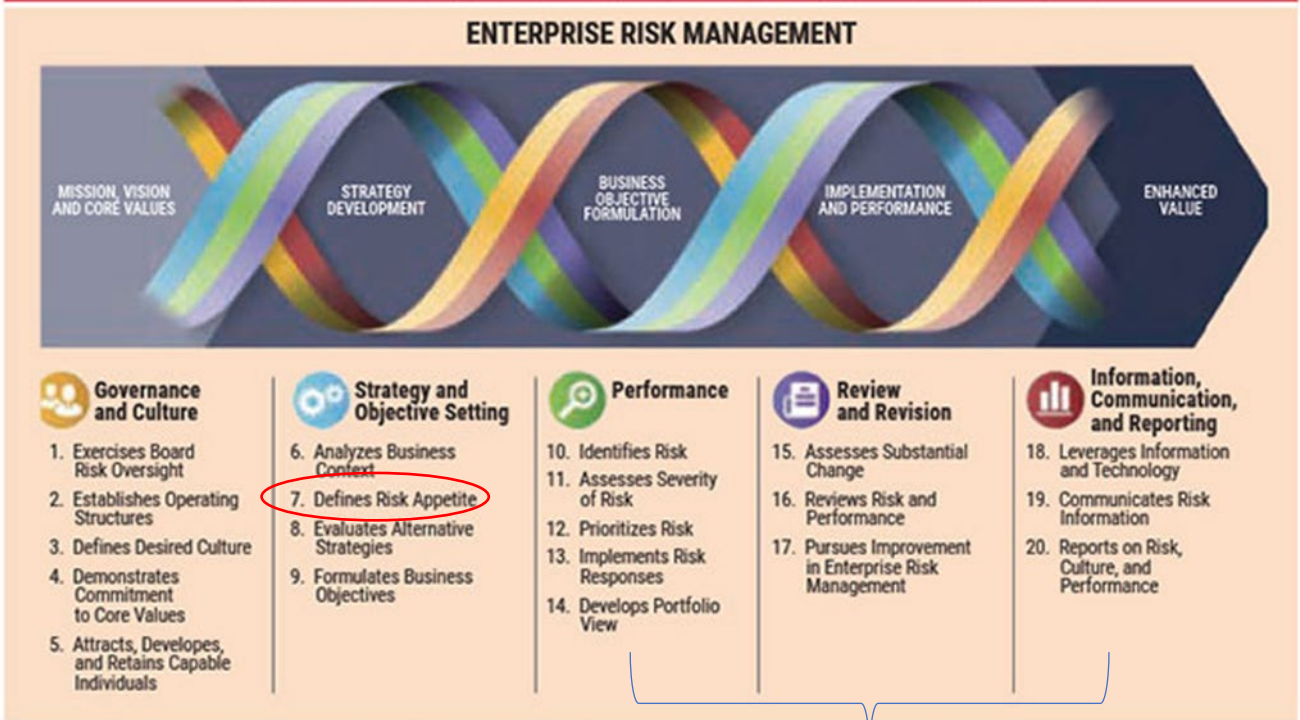 ENTERPRISE RISK MANAGEMENT
MISSION, VISION
AND CORE VALUES
STRATEGY
DEVELOPMENT
BUSINESS
OBJECTIVE
FORMULATION
IMPLEMENTATION
AND PERFORMANCE
ENHANCED
VALUE
Governance
and Culture
1. Exercises Board
Risk Oversight
2. Establishes Operating
Structures
3. Defines Desired Culture
4. Demonstrates
Commitment
to Core Values
5. Attracts, Developes,
and Retains Capable
Individuals
Strategy and
Objective Setting
6. Analyzes Business
Context
7. Defines Risk Appetite
8. Evaluates Alternative
Strategies
9. Formulates Business
Objectives
Performance
10. Identifies Risk
11. Assesses Severity
of Risk
12. Prioritizes Risk
13. Implements Risk
Responses
14. Develops Portfolio
View
Review
and Revision
15. Assesses Substantial
Change
16. Reviews Risk and
Performance
17. Pursues Improvement
in Enterprise Risk
Management
Information,
Communication,
and Reporting
18. Leverages Information
and Technology
19. Communicates Risk
Information
20. Reports on Risk,
Culture, and
Performance